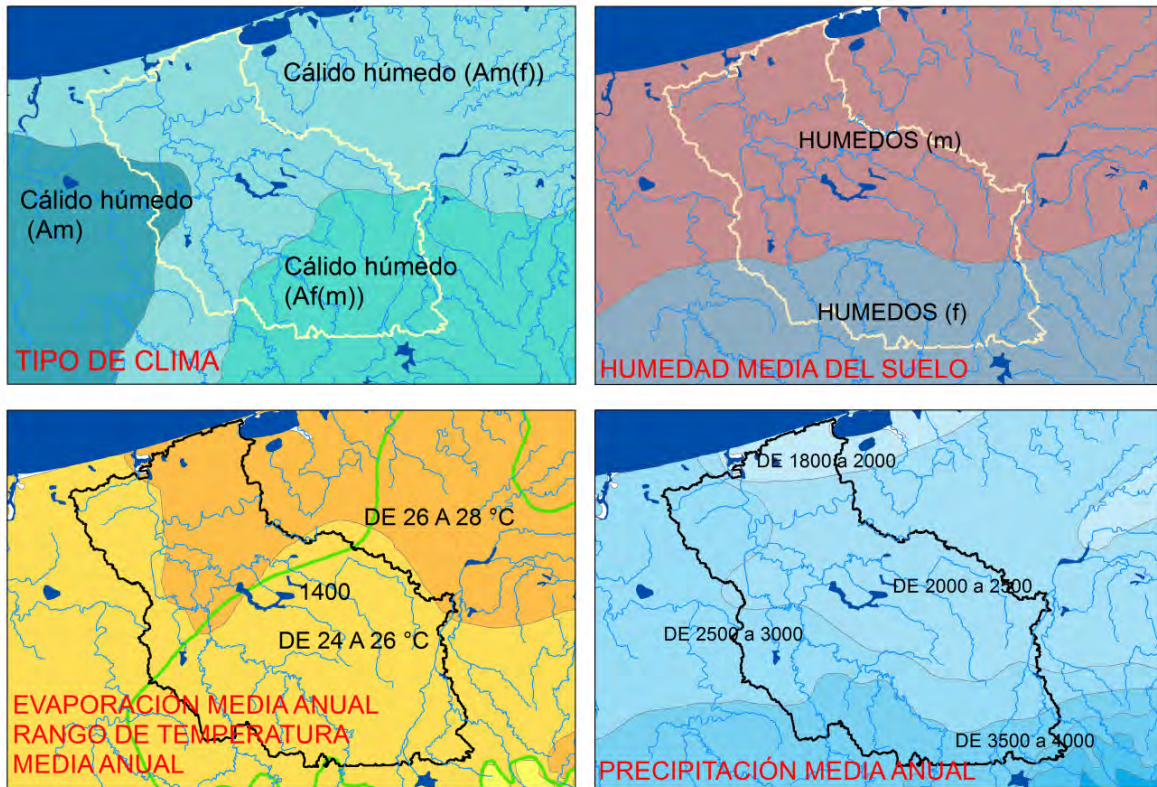 Cálido húmedo (Am(f))
Cálido húmedo
(Am)
Cálido húmedo
(Af(m))
TIPO DE CLIMA
HUMEDOS (m)
HUMEDOS (f)
HUMEDAD MEDIA DEL SUELO
DE 26 A 28 °C
1400
DE 24 A 26 °C
EVAPORACIÓN MEDIA ANUAL
RANGO DE TEMPERATURA
MEDIA ANUAL
DE 1800 a 2000
DE 2000 a 2500
DE 2500 a 3000
DE 3500 a 4000
PRECIPITACIÓN MEDIA ANUAL